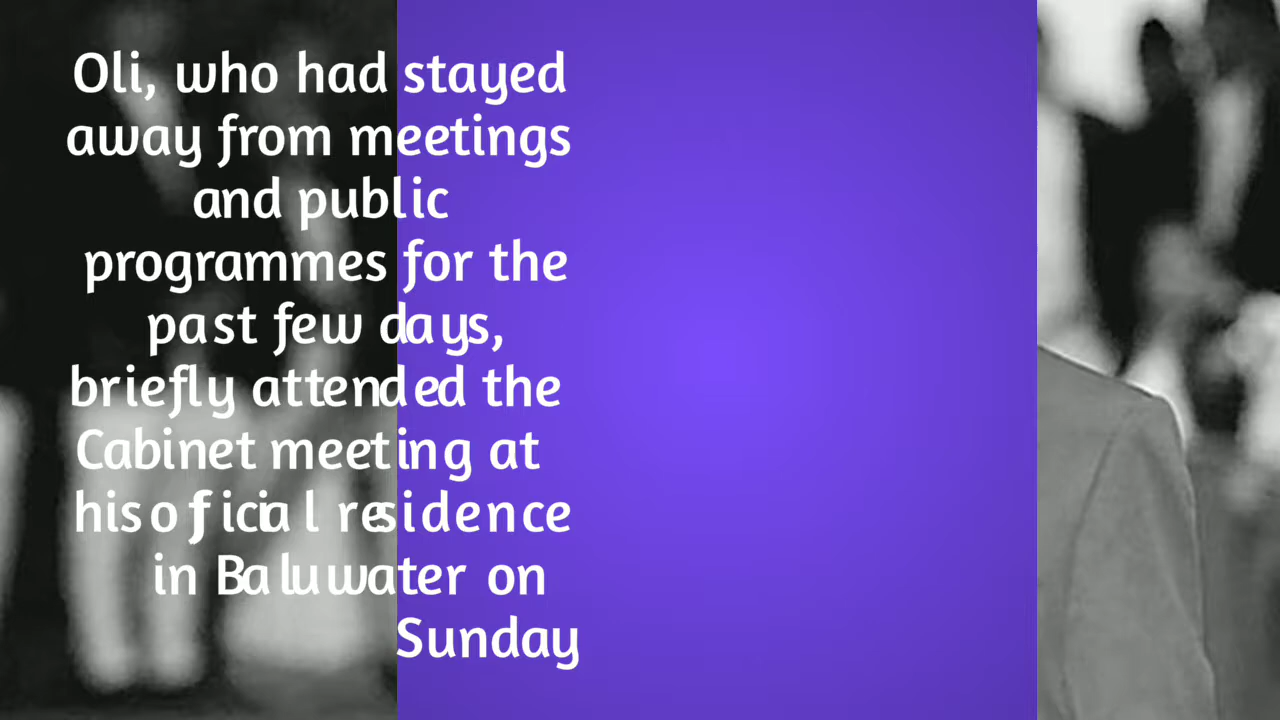 Oli, who had stayed
away from meetings
and public
programmes for the
past few days,
briefly attended the
Cabinet meeting at
his official residence
in Baluwater on
Sunday